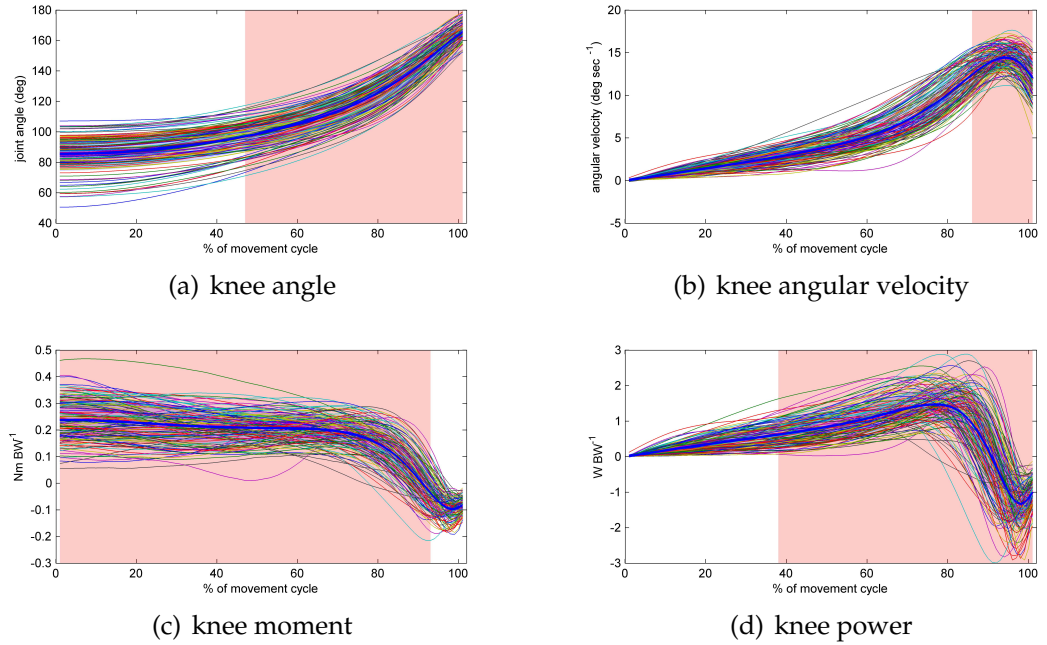 180
160
140
120
100
80
60
40
joint angle (deg)
0 20 40 60 80 100
% of movement cycle
(a) knee angle
20
15
10
5
0
-5
angular velocity (deg sec⁻¹)
0 20 40 60 80 100
% of movement cycle
(b) knee angular velocity
0.5
0.4
0.3
0.2
0.1
0
-0.1
-0.2
-0.3
Nm BW⁻¹
0 20 40 60 80 100
% of movement cycle
(c) knee moment
3
2
1
0
-1
-2
-3
W BW⁻¹
0 20 40 60 80 100
% of movement cycle
(d) knee power